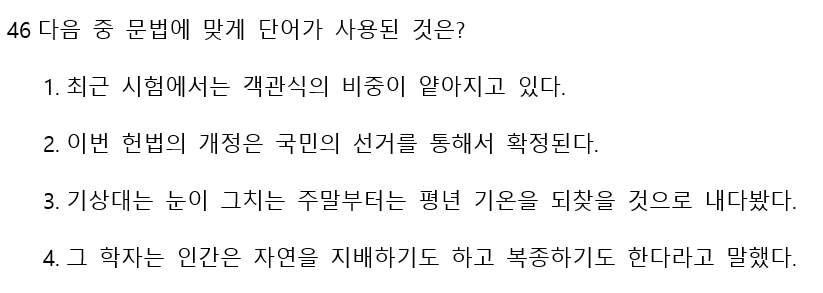 46 다음 중 문법에 맞게 단어가 사용된 것은?
1. 최근 시험에서는 객관식의 비중이 얕아지고 있다.
2. 이번 헌법의 개정은 국민의 선거를 통해서 확정된다.
3. 기상대는 눈이 그치는 주말부터는 평년 기온을 되찾을 것으로 내다봤다.
4. 그 학자는 인간은 자연을 지배하기도 하고 복종하기도 한다라고 말했다.